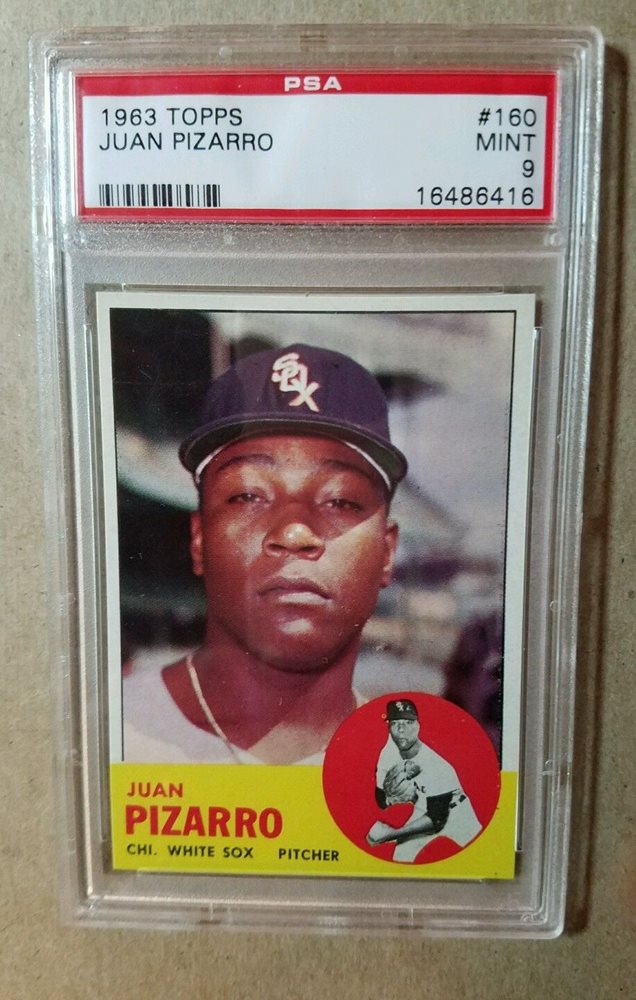 PSA
1963 TOPPS #160
JUAN PIZARRO MINT
9
16486416
SOX
JUAN
PIZARRO
CHI. WHITE SOX PITCHER